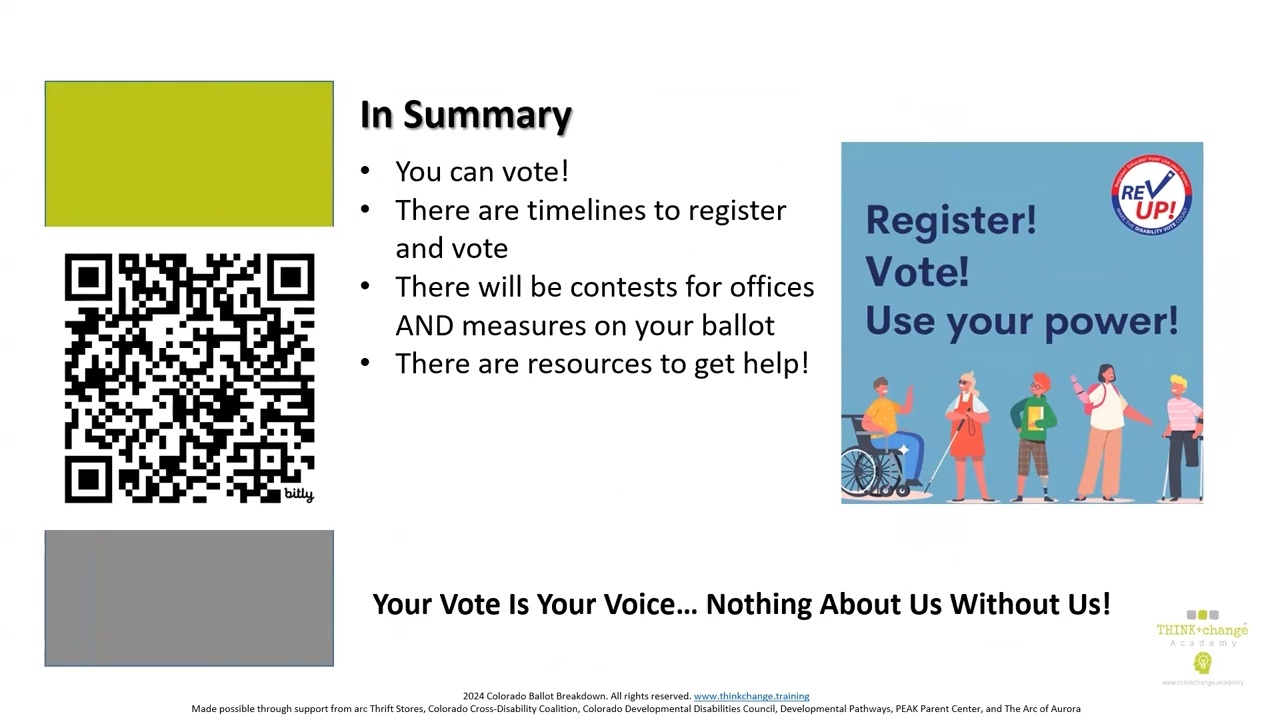 In Summary
• You can vote!
• There are timelines to register
and vote
• There will be contests for offices
AND measures on your ballot
• There are resources to get help!
bitly
REV
UP!
Register!
Vote!
Use your power!
Your Vote Is Your Voice... Nothing About Us Without Us!
THINK+change
Academy
www.thinkchange.academy
2024 Colorado Ballot Breakdown. All rights reserved. www.thinkchange.training
Made possible through support from arc Thrift Stores, Colorado Cross-Disability Coalition, Colorado Developmental Disabilities Council, Developmental Pathways, PEAK Parent Center, and The Arc of Aurora